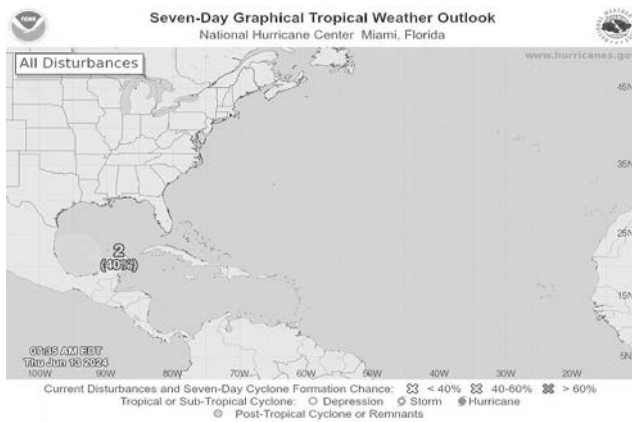 Seven-Day Graphical Tropical Weather Outlook
National Hurricane Center Miami, Florida
www.hurricanes.gov
All Disturbances
45N
35N
25N
15N
5N
2
(40%)
07:35 AM EDT
Thu Jun 13 2024
100W 90W 80W 70W 60W 50W 40W 30W 20W
Current Disturbances and Seven-Day Cyclone Formation Chance: < 40% 40-60% > 60%
Tropical or Sub-Tropical Cyclone: Depression Storm Hurricane
Post-Tropical Cyclone or Remnants